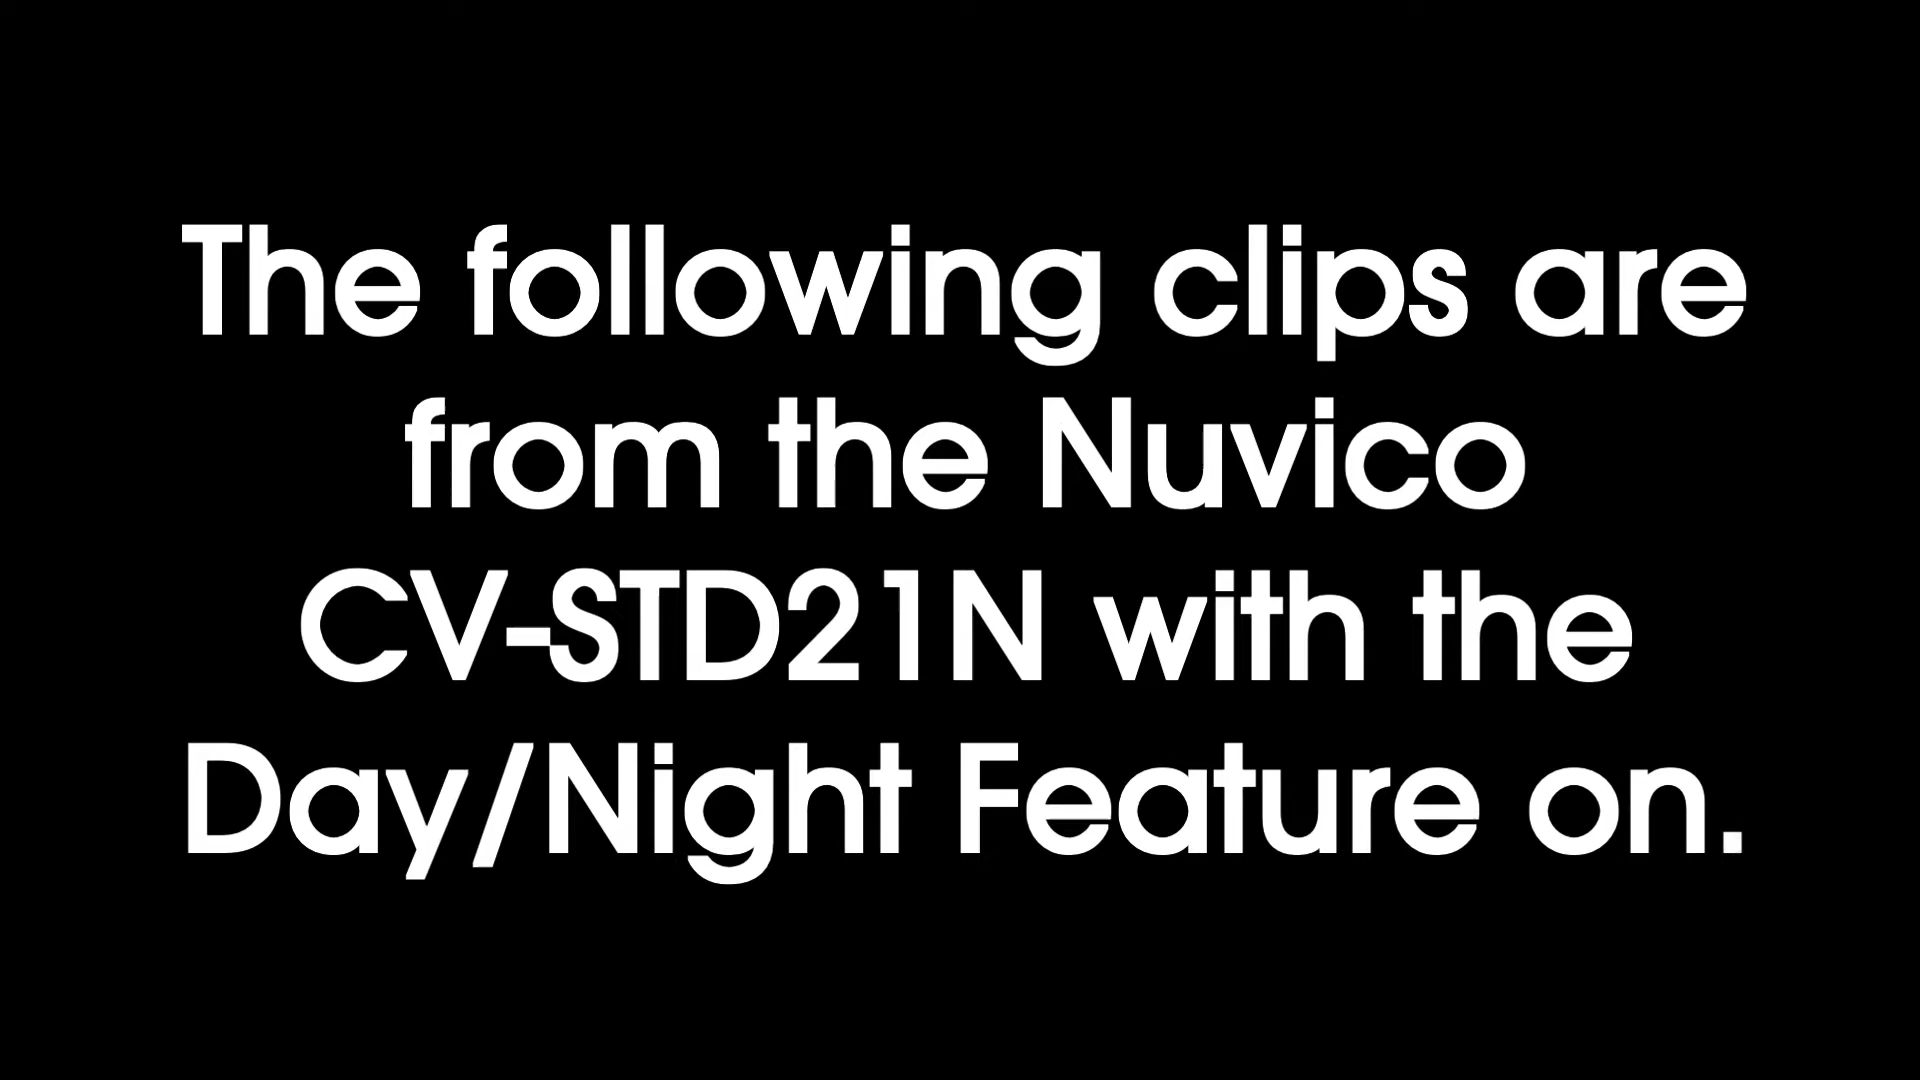 The following clips are
from the Nuvico
CV-STD21N with the
Day/Night Feature on.